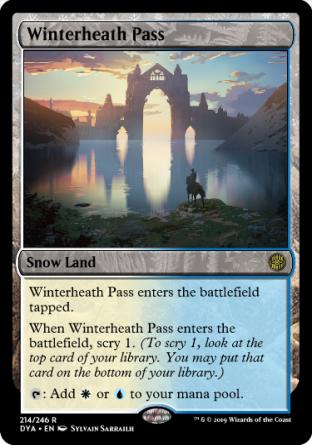 Winterheath Pass
Snow Land
Winterheath Pass enters the battlefield
tapped.
When Winterheath Pass enters the
battlefield, scry 1. (To scry 1, look at the
top card of your library. You may put that
card on the bottom of your library.)
: Add or to your mana pool.
214/246 R
DYA • EN SYLVAIN SARRAILH
™ & © 2019 Wizards of the Coast